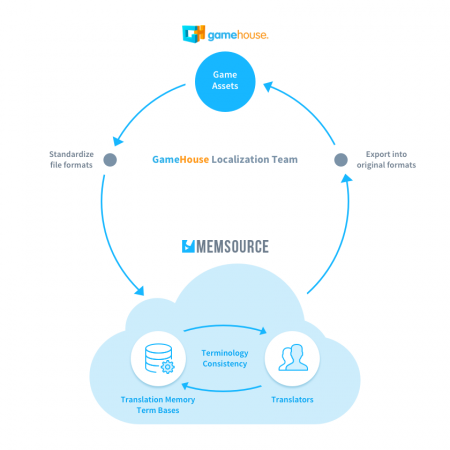 gamehouse.
Game
Assets
Standardize
file formats
GameHouse Localization Team
Export into
original formats
MEMSOURCE
Terminology
Consistency
Translation Memory
Term Bases
Translators